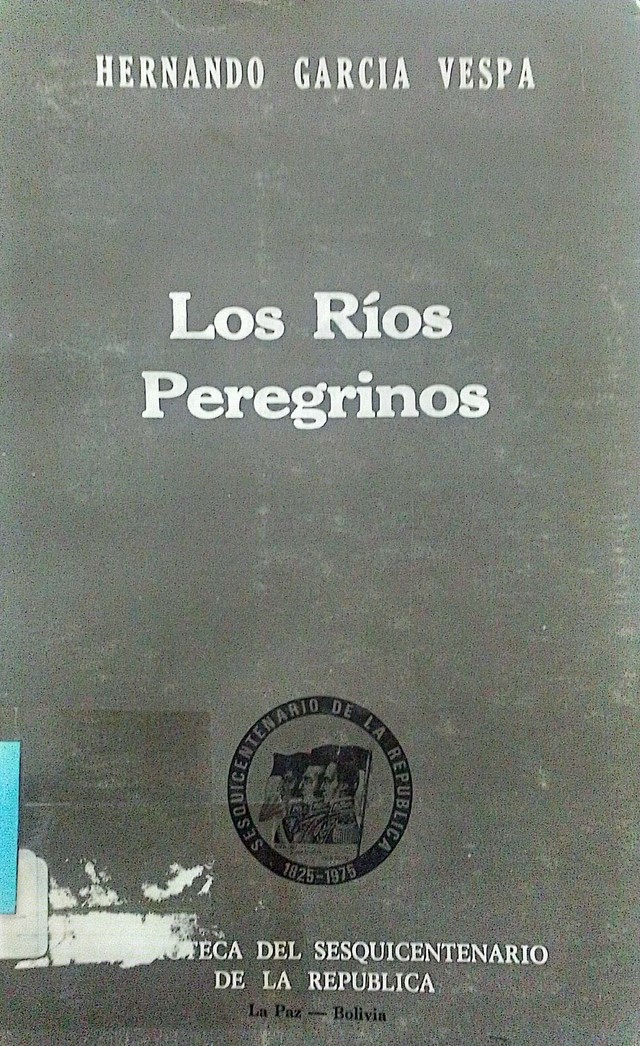 HERNANDO GARCIA VESPA
Los Ríos
Peregrinos
SESQUICENTENARIO DE LA REPUBLICA
1825-1975
DEL SESQUICENTENARIO
DE LA REPUBLICA
La Paz — Bolivia